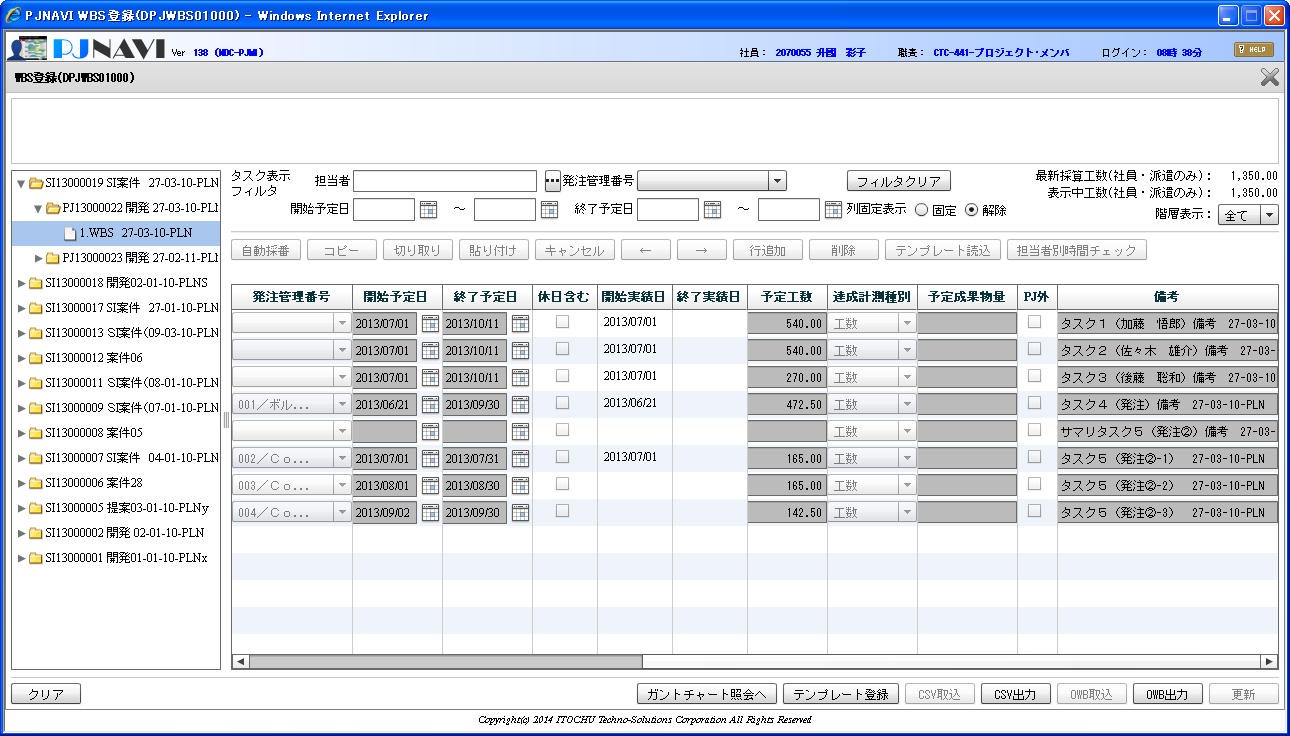 PJNAVI WBS登録(DPJWBS01000) - Windows Internet Explorer
PJNAVI Ver 138 (NDC-PJM1) 社員： 2070055 升國 彩子 職責： CTC-441-プロジェクト・メンバ ログイン： 08時 38分 ? HELP
WBS登録(DPJWBS01000)
SI13000019 SI案件 27-03-10-PLN
PJ13000022 開発 27-03-10-PL
1.WBS 27-03-10-PLN
PJ13000023 開発 27-02-11-PL
SI13000018 開発02-01-10-PLNS
SI13000017 SI案件 27-01-10-PLN
SI13000013 SI案件(09-03-10-PLN
SI13000012 案件06
SI13000011 SI案件(08-01-10-PLN
SI13000009 SI案件(07-01-10-PLN
SI13000008 案件05
SI13000007 SI案件 04-01-10-PLN
SI13000006 案件28
SI13000005 提案03-01-10-PLNy
SI13000002 開発 02-01-10-PLN
SI13000001 開発01-01-10-PLNx
タスク表示
フィルタ
担当者 ... 発注管理番号 フィルタクリア
開始予定日 ～ 終了予定日 ～ 列固定表示 固定 解除
最新採算工数(社員・派遣のみ)： 1,350.00
表示中工数(社員・派遣のみ)： 1,350.00
階層表示： 全て
自動採番 コピー 切り取り 貼り付け キャンセル ← → 行追加 削除 テンプレート読込 担当者別時間チェック
発注管理番号 開始予定日 終了予定日 休日含む 開始実績日 終了実績日 予定工数 達成計測種別 予定成果物量 PJ外 備考
2013/07/01 2013/10/11 2013/07/01 540.00 工数 タスク１（加藤　悟郎）備考　27-03-10
2013/07/01 2013/10/11 2013/07/01 540.00 工数 タスク２（佐々木　雄介）備考　27-03-
2013/07/01 2013/10/11 2013/07/01 270.00 工数 タスク３（後藤　聡和）備考　27-03-10
001／ボル... 2013/06/21 2013/09/30 2013/06/21 472.50 工数 タスク４（発注）備考　27-03-10-PLN
工数 サマリタスク５（発注②）備考　27-03-
002／Ｃｏ... 2013/07/01 2013/07/31 2013/07/01 165.00 工数 タスク５（発注②-1）　27-03-10-PLN
003／Ｃｏ... 2013/08/01 2013/08/30 165.00 工数 タスク５（発注②-2）　27-03-10-PLN
004／Ｃｏ... 2013/09/02 2013/09/30 142.50 工数 タスク５（発注②-3）　27-03-10-PLN
クリア ガントチャート照会へ テンプレート登録 CSV取込 CSV出力 OWB取込 OWB出力 更新
Copyright(c) 2014 ITOCHU Techno-Solutions Corporation All Rights Reserved